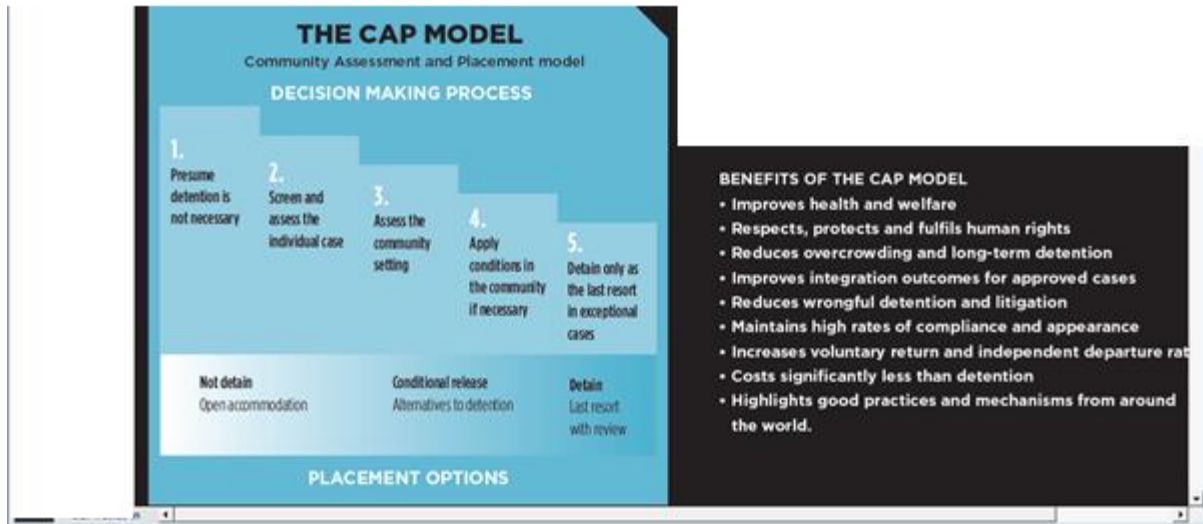 THE CAP MODEL
Community Assessment and Placement model
DECISION MAKING PROCESS
1.
Presume
detention is
not necessary
2.
Screen and
assess the
individual case
3.
Assess the
community
setting
4.
Apply
conditions in
the community
if necessary
5.
Detain only as
the last resort
in exceptional
cases
Not detain
Open accommodation
Conditional release
Alternatives to detention
Detain
Last resort
with review
PLACEMENT OPTIONS
BENEFITS OF THE CAP MODEL
• Improves health and welfare
• Respects, protects and fulfils human rights
• Reduces overcrowding and long-term detention
• Improves integration outcomes for approved cases
• Reduces wrongful detention and litigation
• Maintains high rates of compliance and appearance
• Increases voluntary return and independent departure rat
• Costs significantly less than detention
• Highlights good practices and mechanisms from around
the world.